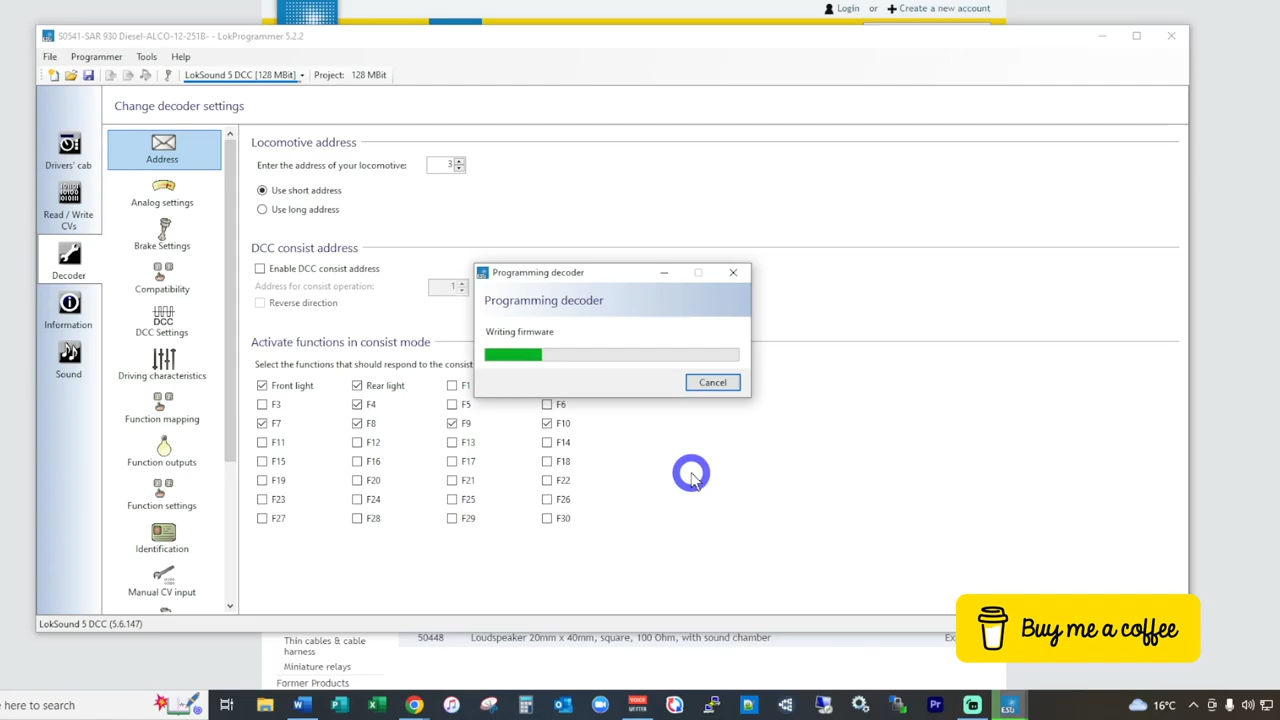 Login or Create a new account
S0541-SAR 930 Diesel-ALCO-12-251B- - LokProgrammer 5.2.2
File Programmer Tools Help
LokSound 5 DCC [128 MBit] Project: 128 MBit
Change decoder settings
Drivers' cab
Read / Write
CVs
Decoder
Information
Sound
Address
Analog settings
Brake Settings
Compatibility
DCC
DCC Settings
Driving characteristics
Function mapping
Function outputs
Function settings
Identification
Manual CV input
Locomotive address
Enter the address of your locomotive: 3
Use short address
Use long address
DCC consist address
Enable DCC consist address
Address for consist operation: 1
Reverse direction
Activate functions in consist mode
Select the functions that should respond to the consist
Front light Rear light F1
F3 F4 F5 F6
F7 F8 F9 F10
F11 F12 F13 F14
F15 F16 F17 F18
F19 F20 F21 F22
F23 F24 F25 F26
F27 F28 F29 F30
Programming decoder
Programming decoder
Writing firmware
Cancel
LokSound 5 DCC (5.6.147)
Thin cables & cable
harness
Miniature relays
Former Products
50448 Loudspeaker 20mm x 40mm, square, 100 Ohm, with sound chamber
Buy me a coffee
here to search
16°C